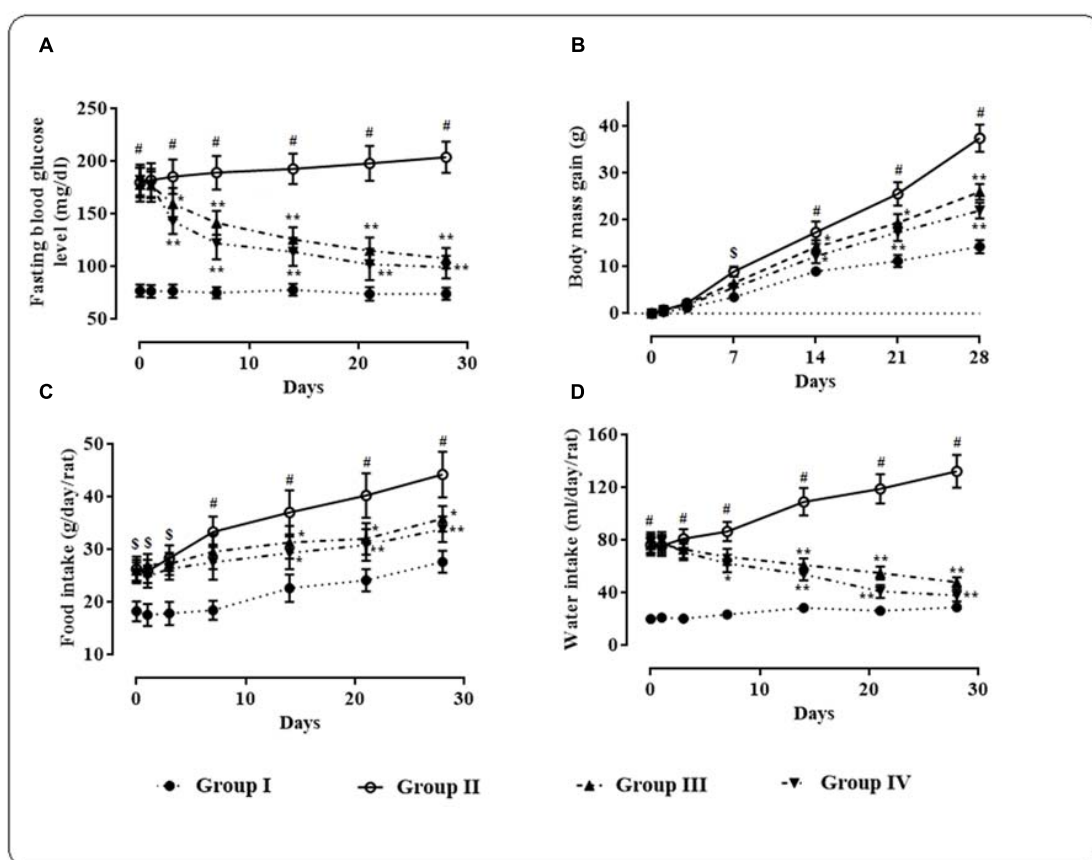 A
Fasting blood glucose
level (mg/dl)
250
200
150
100
50
# # # # # #
* ** ** ** **
** ** ** ** **
0 10 20 30
Days
B
Body mass gain (g)
40
30
20
10
0
$ # # #
* * **
* ** **
0 7 14 21 28
Days
C
Food intake (g/day/rat)
50
40
30
20
10
$ $ $ # # # #
* * *
* ** **
0 10 20 30
Days
D
Water intake (ml/day/rat)
160
120
80
40
0
# # # # # #
** ** **
* ** ** **
0 10 20 30
Days
Group I Group II Group III Group IV